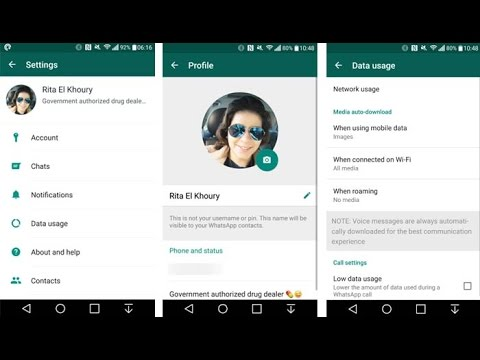 92% 06:16
Settings
Rita El Khoury
Government authorized drug deale...
Account
Chats
Notifications
Data usage
About and help
Contacts
80% 10:48
Profile
Rita El Khoury
This is not your username or pin. This name will be
visible to your WhatsApp contacts.
Phone and status
Government authorized drug dealer 💊😄
80% 10:48
Data usage
Network usage
Media auto-download
When using mobile data
Images
When connected on Wi-Fi
All media
When roaming
No media
NOTE: Voice messages are always automati-
cally downloaded for the best communication
experience
Call settings
Low data usage
Lower the amount of data used during a
WhatsApp call